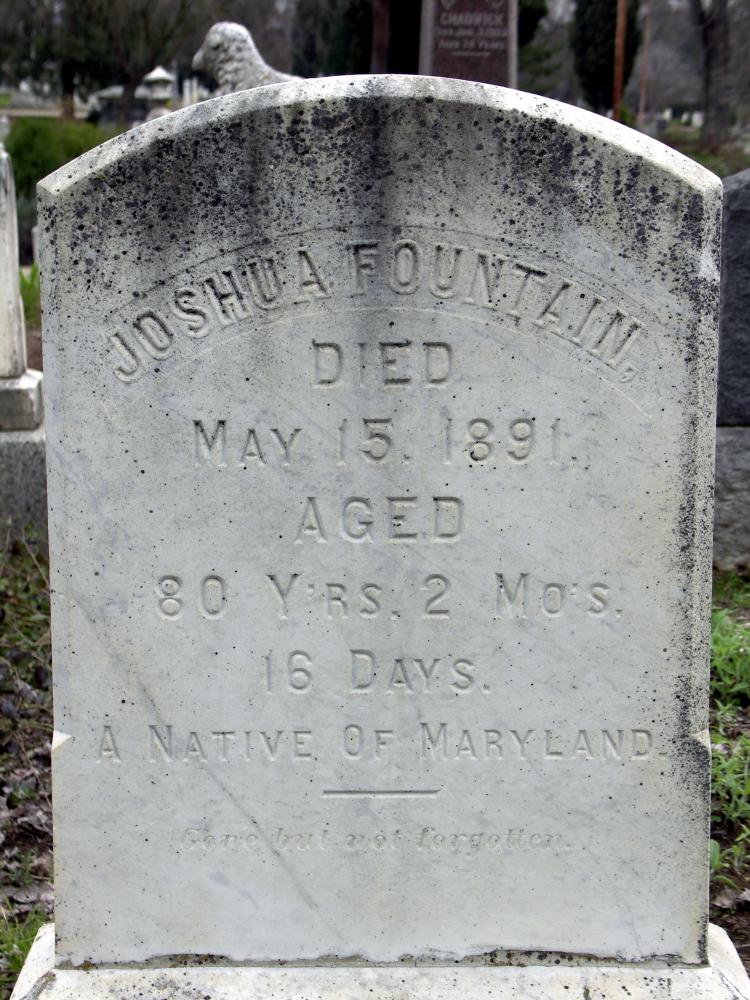 CHADWICK
JOSHUA FOUNTAIN,
DIED
MAY 15. 1891.
AGED
80 Y'RS. 2 MO'S.
16 DAYS.
A NATIVE OF MARYLAND.
Gone but not forgotten.